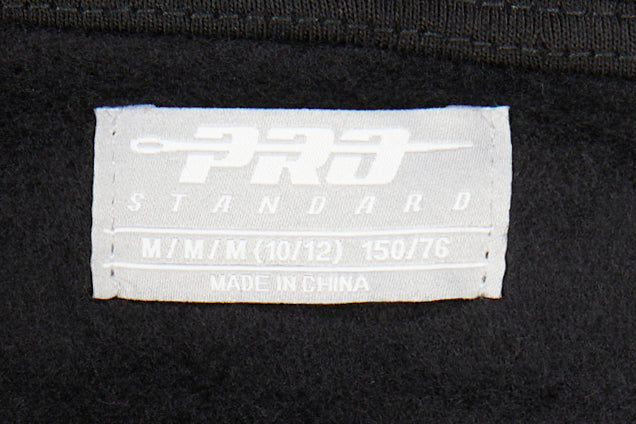 PRO
STANDARD
M/M/M (10/12) 150/76
MADE IN CHINA